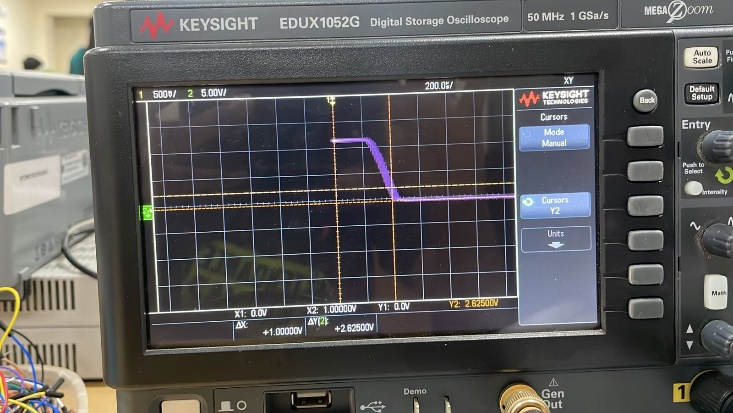 KEYSIGHT EDUX1052G Digital Storage Oscilloscope 50 MHz 1 GSa/s MEGA Zoom
1 500V/ 2 5.00V/ 200.0s/ XY
KEYSIGHT
TECHNOLOGIES
Cursors
Mode
Manual
Cursors
Y2
Units
X1: 0.0V X2: 1.00000V Y1: 0.0V Y2: 2.62500V
ΔX: +1.00000V ΔY(2): +2.62500V
Back
Auto
Scale
Default
Setup
Entry
Push to
Select
Intensity
Math
Demo
Gen
Out
1